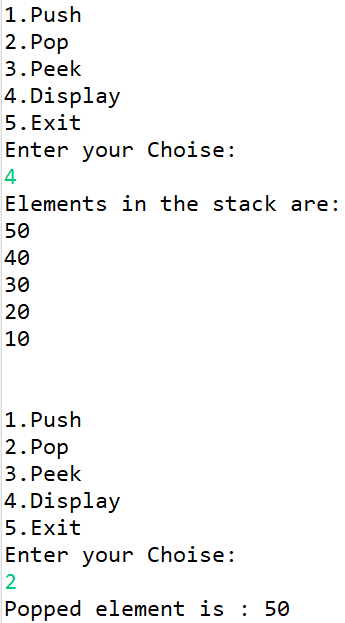 1.Push
2.Pop
3.Peek
4.Display
5.Exit
Enter your Choise:
4
Elements in the stack are:
50
40
30
20
10
1.Push
2.Pop
3.Peek
4.Display
5.Exit
Enter your Choise:
2
Popped element is : 50